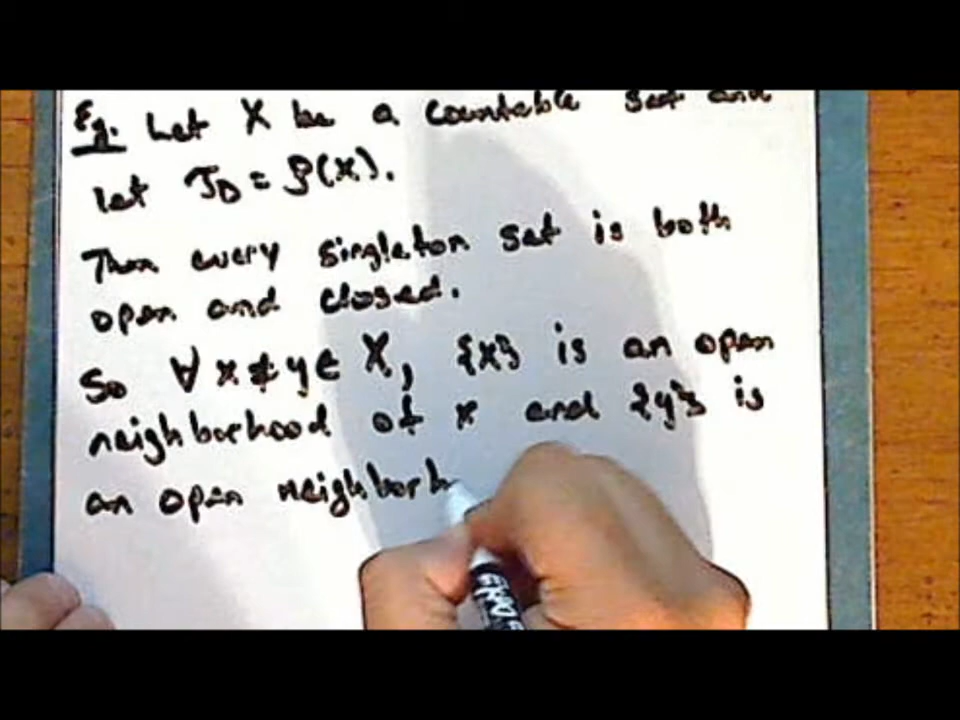 Eg. Let X be a countable set and
let 𝒯_D = 𝒫(X).
Then every singleton set is both
open and closed.
So ∀ x ≠ y ∈ X, {x} is an open
neighborhood of x and {y} is
an open neighborh